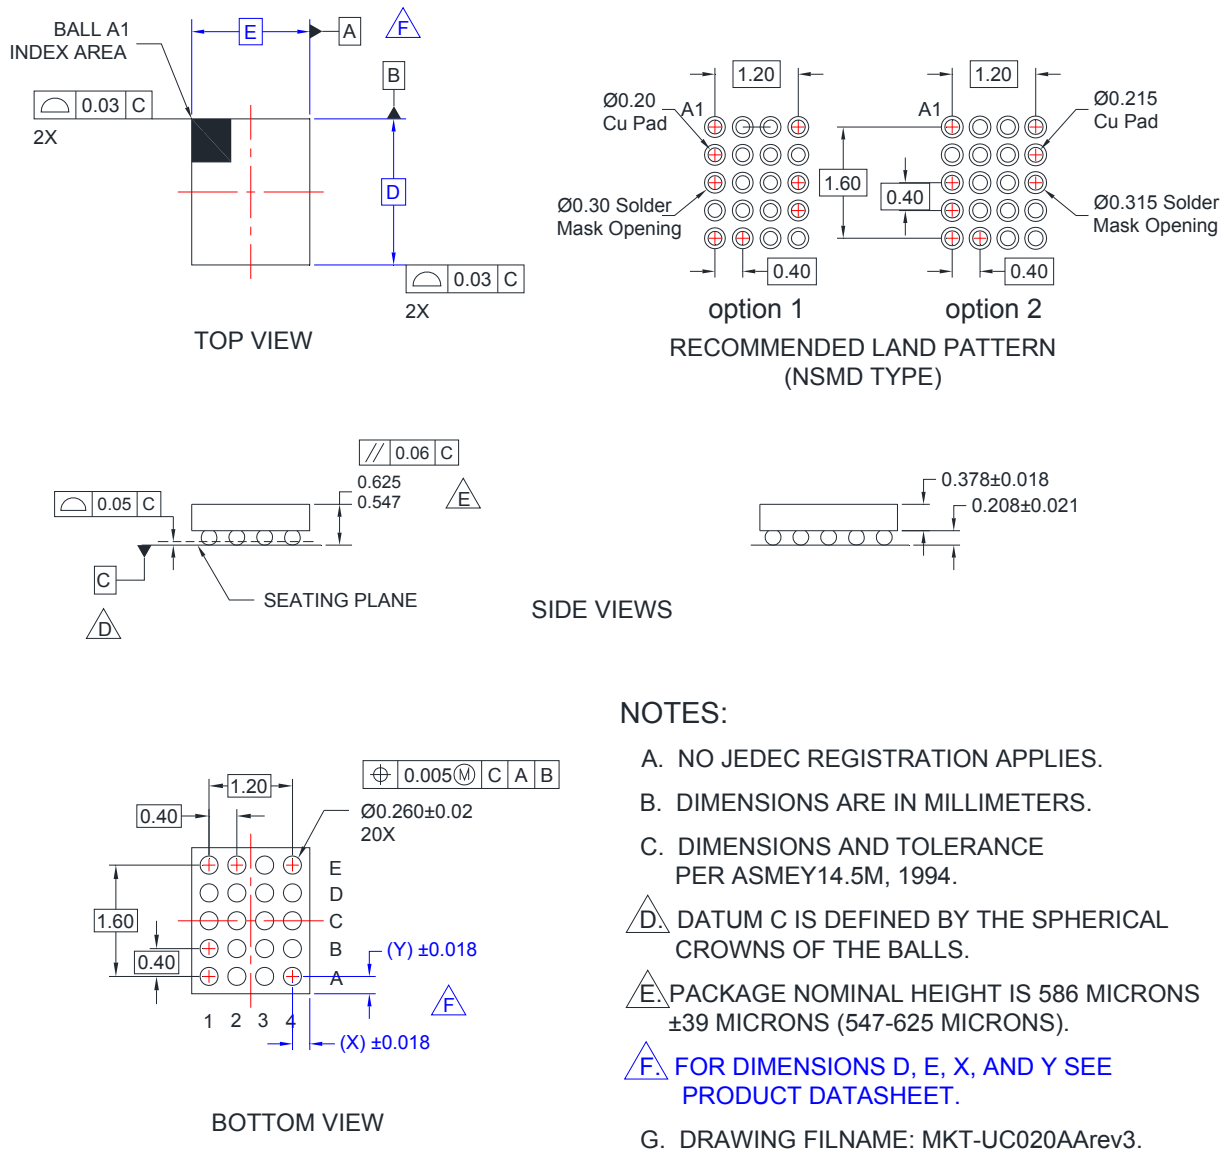 BALL A1
INDEX AREA
E
A
F
B
⌓ 0.03 C
2X
D
⌓ 0.03 C
2X
TOP VIEW
1.20
1.20
Ø0.20
Cu Pad
A1
A1
Ø0.215
Cu Pad
1.60
0.40
Ø0.30 Solder
Mask Opening
Ø0.315 Solder
Mask Opening
0.40
0.40
option 1
option 2
RECOMMENDED LAND PATTERN
(NSMD TYPE)
// 0.06 C
0.625
0.547
E
⌓ 0.05 C
C
D
SEATING PLANE
0.378±0.018
0.208±0.021
SIDE VIEWS
1.20
0.40
⌖ 0.005Ⓜ C A B
Ø0.260±0.02
20X
E
D
C
B
A
1.60
0.40
(Y) ±0.018
F
1 2 3 4
(X) ±0.018
BOTTOM VIEW
NOTES:
A. NO JEDEC REGISTRATION APPLIES.
B. DIMENSIONS ARE IN MILLIMETERS.
C. DIMENSIONS AND TOLERANCE
PER ASMEY14.5M, 1994.
D. DATUM C IS DEFINED BY THE SPHERICAL
CROWNS OF THE BALLS.
E. PACKAGE NOMINAL HEIGHT IS 586 MICRONS
±39 MICRONS (547-625 MICRONS).
F. FOR DIMENSIONS D, E, X, AND Y SEE
PRODUCT DATASHEET.
G. DRAWING FILNAME: MKT-UC020AArev3.